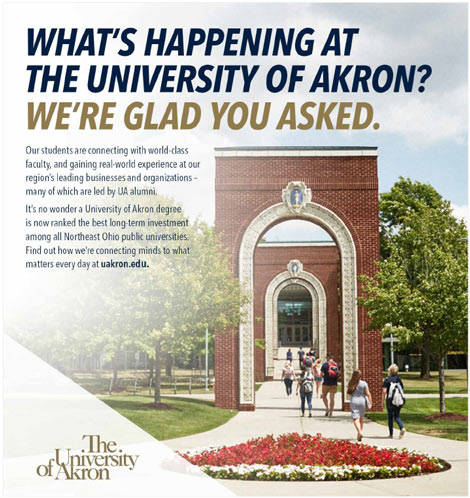 WHAT'S HAPPENING AT
THE UNIVERSITY OF AKRON?
WE'RE GLAD YOU ASKED.
Our students are connecting with world-class
faculty, and gaining real-world experience at our
region's leading businesses and organizations –
many of which are led by UA alumni.
It's no wonder a University of Akron degree
is now ranked the best long-term investment
among all Northeast Ohio public universities.
Find out how we're connecting minds to what
matters every day at uakron.edu.
The
University
of Akron